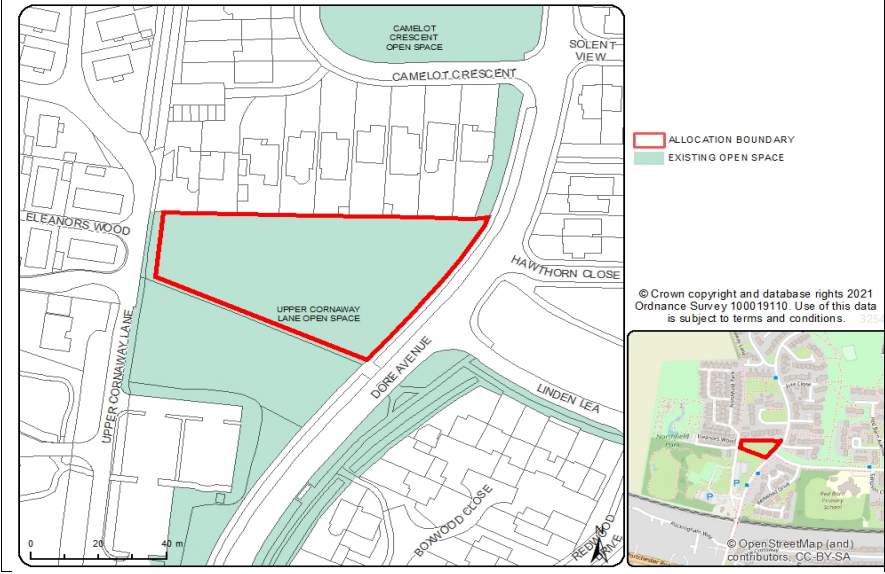 CAMELOT
CRESCENT
OPEN SPACE
SOLENT
VIEW
CAMELOT CRESCENT
ALLOCATION BOUNDARY
EXISTING OPEN SPACE
ELEANORS WOOD
HAWTHORN CLOSE
UPPER CORNAWAY
LANE OPEN SPACE
© Crown copyright and database rights 2021
Ordnance Survey 100019110. Use of this data
is subject to terms and conditions.
UPPER CORNAWAY LANE
DORE AVENUE
LINDEN LEA
BOXWOOD CLOSE
REDWOOD
DRIVE
N
0 20 40 m
Northfield
Park
Eleanors Wood
Red Barn
Primary
School
P
P
© OpenStreetMap (and)
contributors, CC-BY-SA